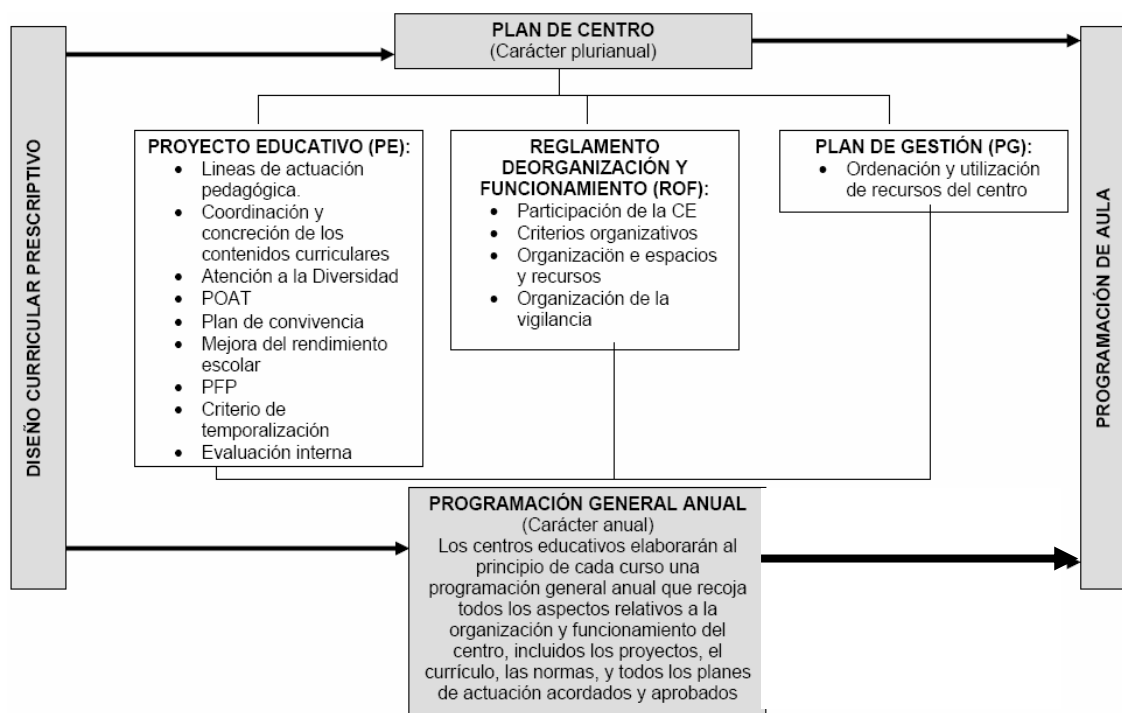 DISEÑO CURRICULAR PRESCRIPTIVO
PLAN DE CENTRO
(Carácter plurianual)
PROYECTO EDUCATIVO (PE):
• Lineas de actuación
pedagógica.
• Coordinación y
concreción de los
contenidos curriculares
• Atención a la Diversidad
• POAT
• Plan de convivencia
• Mejora del rendimiento
escolar
• PFP
• Criterio de
temporalización
• Evaluación interna
REGLAMENTO
DEORGANIZACIÓN Y
FUNCIONAMIENTO (ROF):
• Participación de la CE
• Criterios organizativos
• Organizaciön e espacios
y recursos
• Organización de la
vigilancia
PLAN DE GESTIÓN (PG):
• Ordenación y utilización
de recursos del centro
PROGRAMACIÓN GENERAL ANUAL
(Carácter anual)
Los centros educativos elaborarán al
principio de cada curso una
programación general anual que recoja
todos los aspectos relativos a la
organización y funcionamiento del
centro, incluidos los proyectos, el
currículo, las normas, y todos los planes
de actuación acordados y aprobados
PROGRAMACIÓN DE AULA